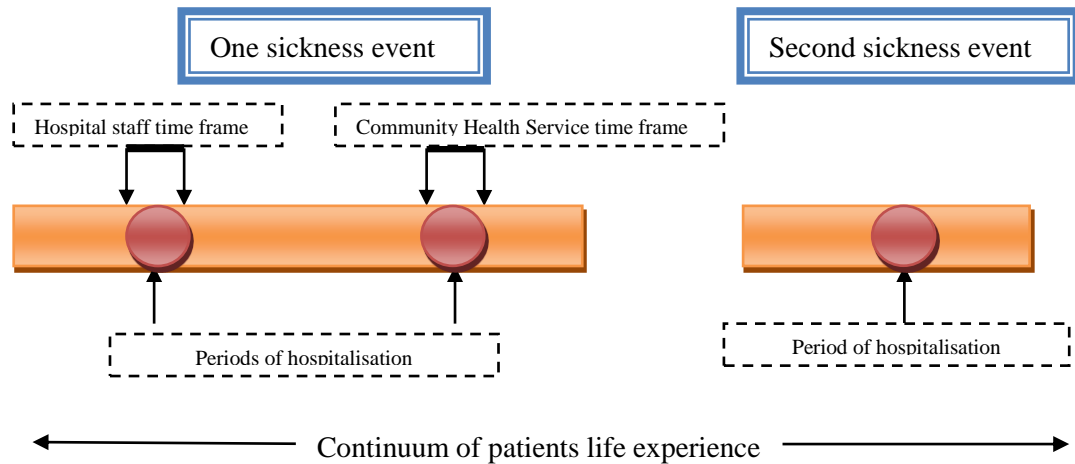 One sickness event
Second sickness event
Hospital staff time frame
Community Health Service time frame
Periods of hospitalisation
Period of hospitalisation
Continuum of patients life experience